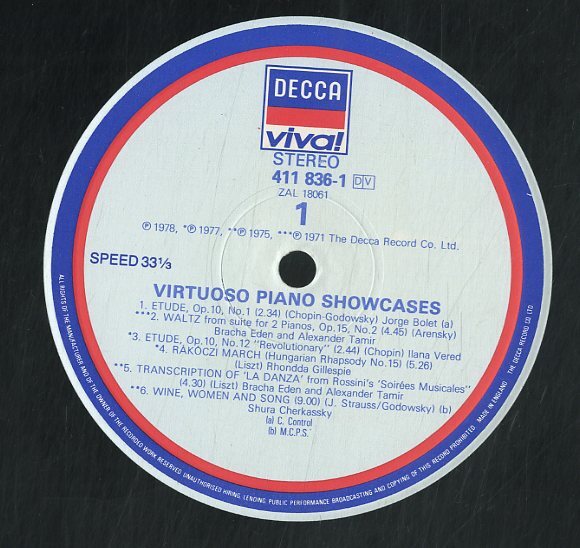 DECCA
viva!
STEREO
411 836-1 DV
ZAL 18061
1
℗ 1978, *℗ 1977, **℗ 1975, ***℗ 1971 The Decca Record Co. Ltd.
SPEED 33⅓
VIRTUOSO PIANO SHOWCASES
1. ETUDE, Op.10, No.1 (2.34) (Chopin-Godowsky) Jorge Bolet (a)
***2. WALTZ from suite for 2 Pianos, Op.15, No.2 (4.45) (Arensky)
Bracha Eden and Alexander Tamir
*3. ETUDE, Op.10, No.12 "Revolutionary" (2.44) (Chopin) Ilana Vered
*4. RÁKÓCZI MARCH (Hungarian Rhapsody No.15) (5.26)
(Liszt) Rhondda Gillespie
**5. TRANSCRIPTION OF 'LA DANZA' from Rossini's 'Soirées Musicales'
(4.30) (Liszt) Bracha Eden and Alexander Tamir
**6. WINE, WOMEN AND SONG (9.00) (J. Strauss/Godowsky) (b)
Shura Cherkassky
(a) C. Control
(b) M.C.P.S.
ALL RIGHTS OF THE MANUFACTURER AND OF THE OWNER OF THE RECORDED WORK RESERVED UNAUTHORISED HIRING, LENDING, PUBLIC PERFORMANCE BROADCASTING AND COPYING OF THIS RECORD PROHIBITED MADE IN ENGLAND THE DECCA RECORD CO LTD